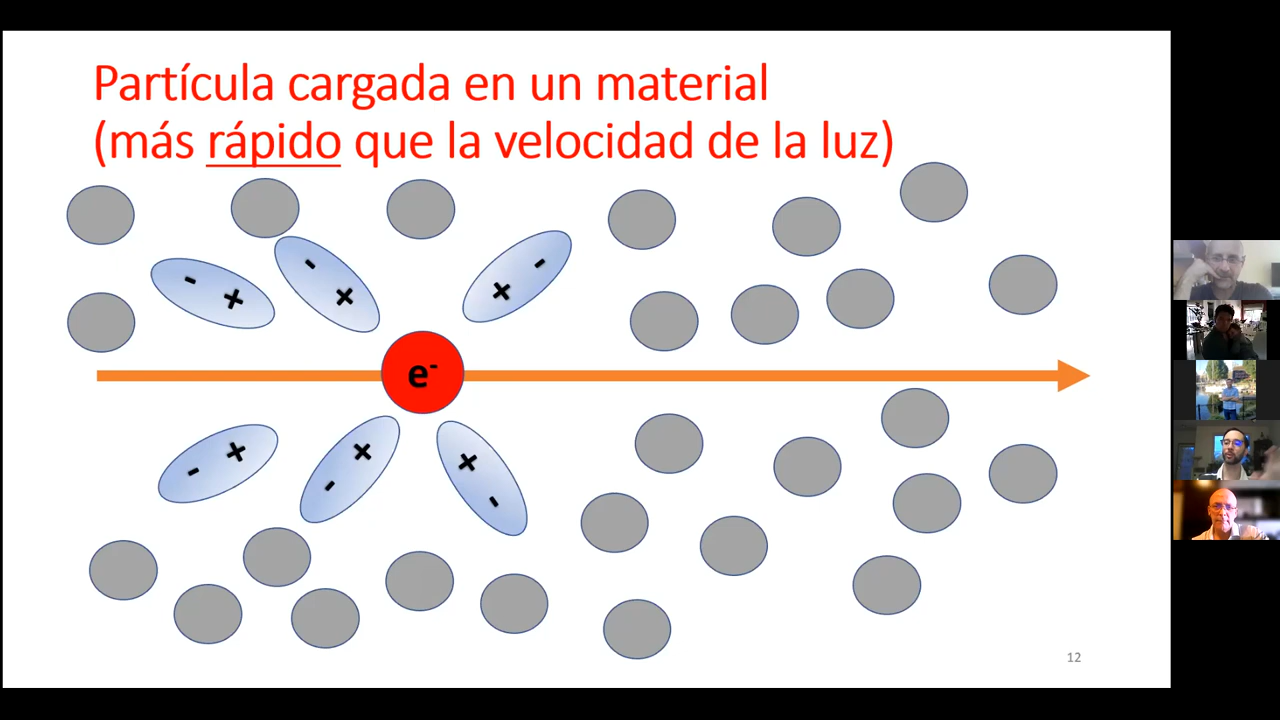 Partícula cargada en un material
(más rápido que la velocidad de la luz)
- +
- +
+ -
e-
- +
+ -
+ -
12